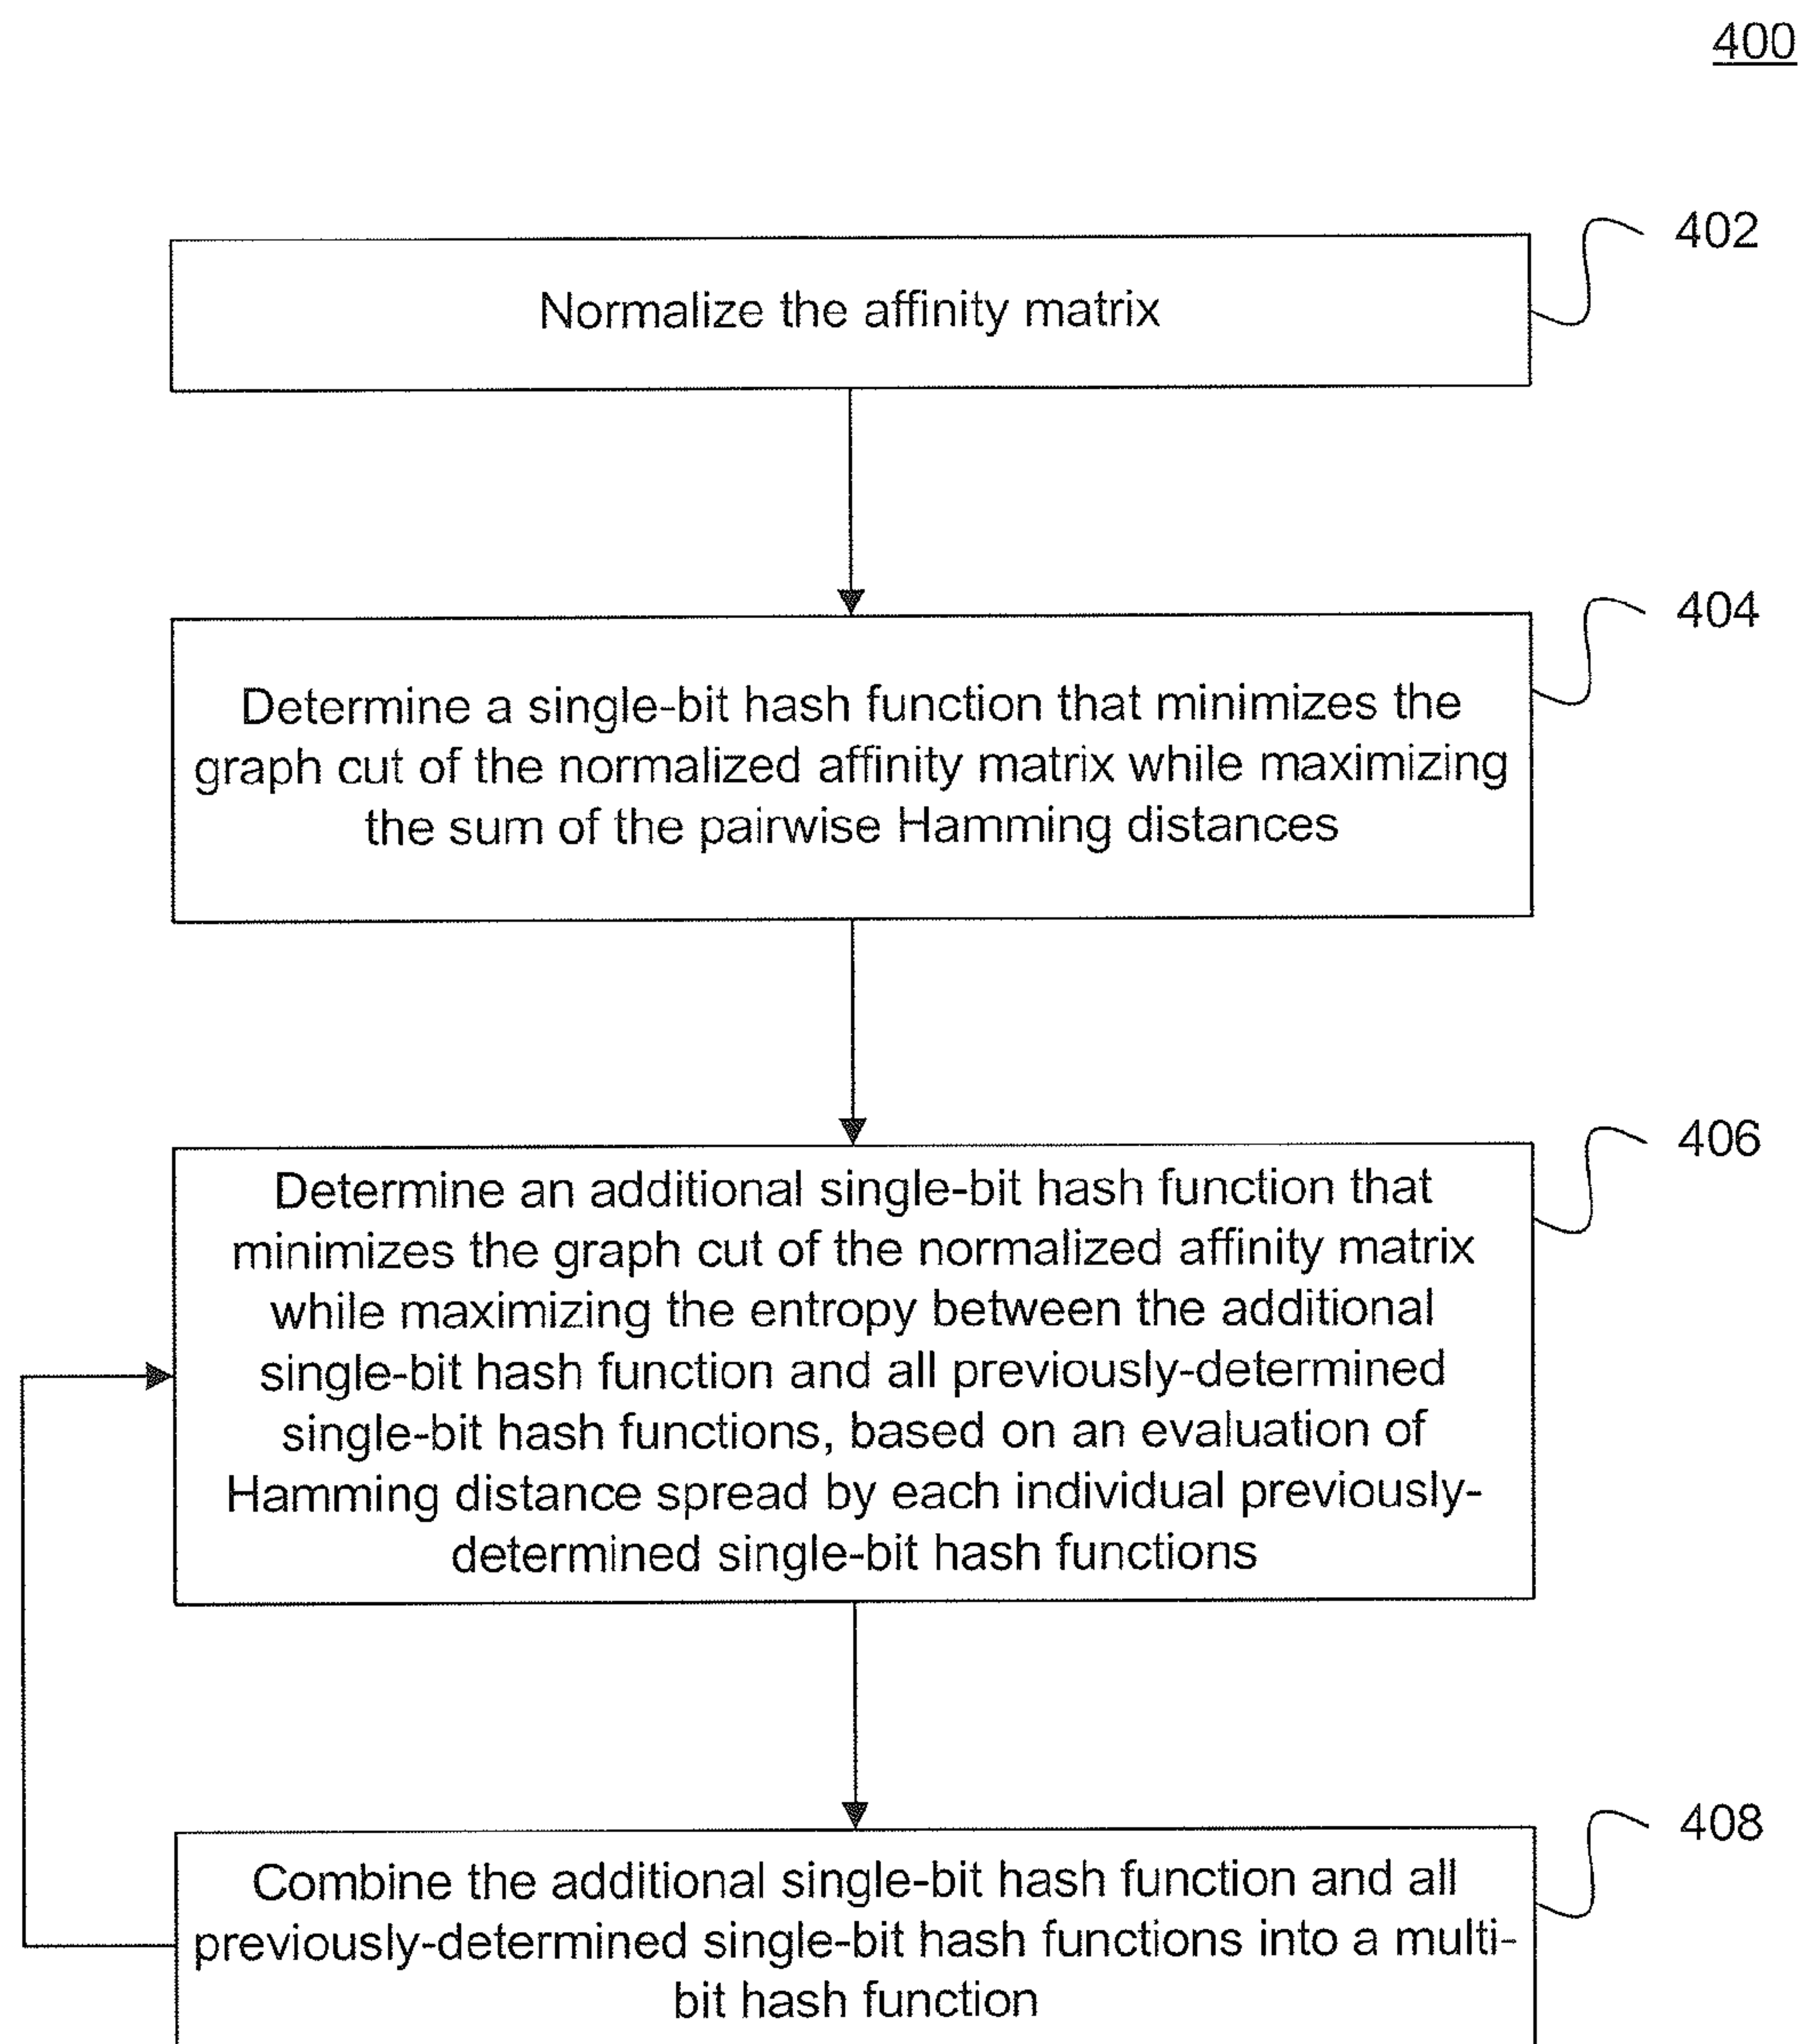 400
402
Normalize the affinity matrix
404
Determine a single-bit hash function that minimizes the
graph cut of the normalized affinity matrix while maximizing
the sum of the pairwise Hamming distances
406
Determine an additional single-bit hash function that
minimizes the graph cut of the normalized affinity matrix
while maximizing the entropy between the additional
single-bit hash function and all previously-determined
single-bit hash functions, based on an evaluation of
Hamming distance spread by each individual previously-
determined single-bit hash functions
408
Combine the additional single-bit hash function and all
previously-determined single-bit hash functions into a multi-
bit hash function